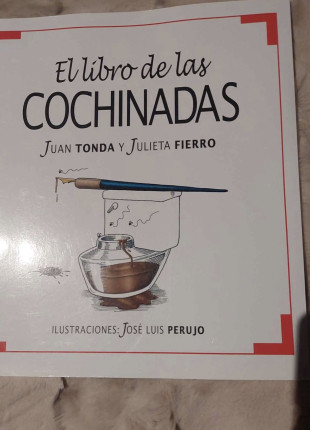 El libro de las
COCHINADAS
JUAN TONDA Y JULIETA FIERRO
ILUSTRACIONES: JOSÉ LUIS PERUJO